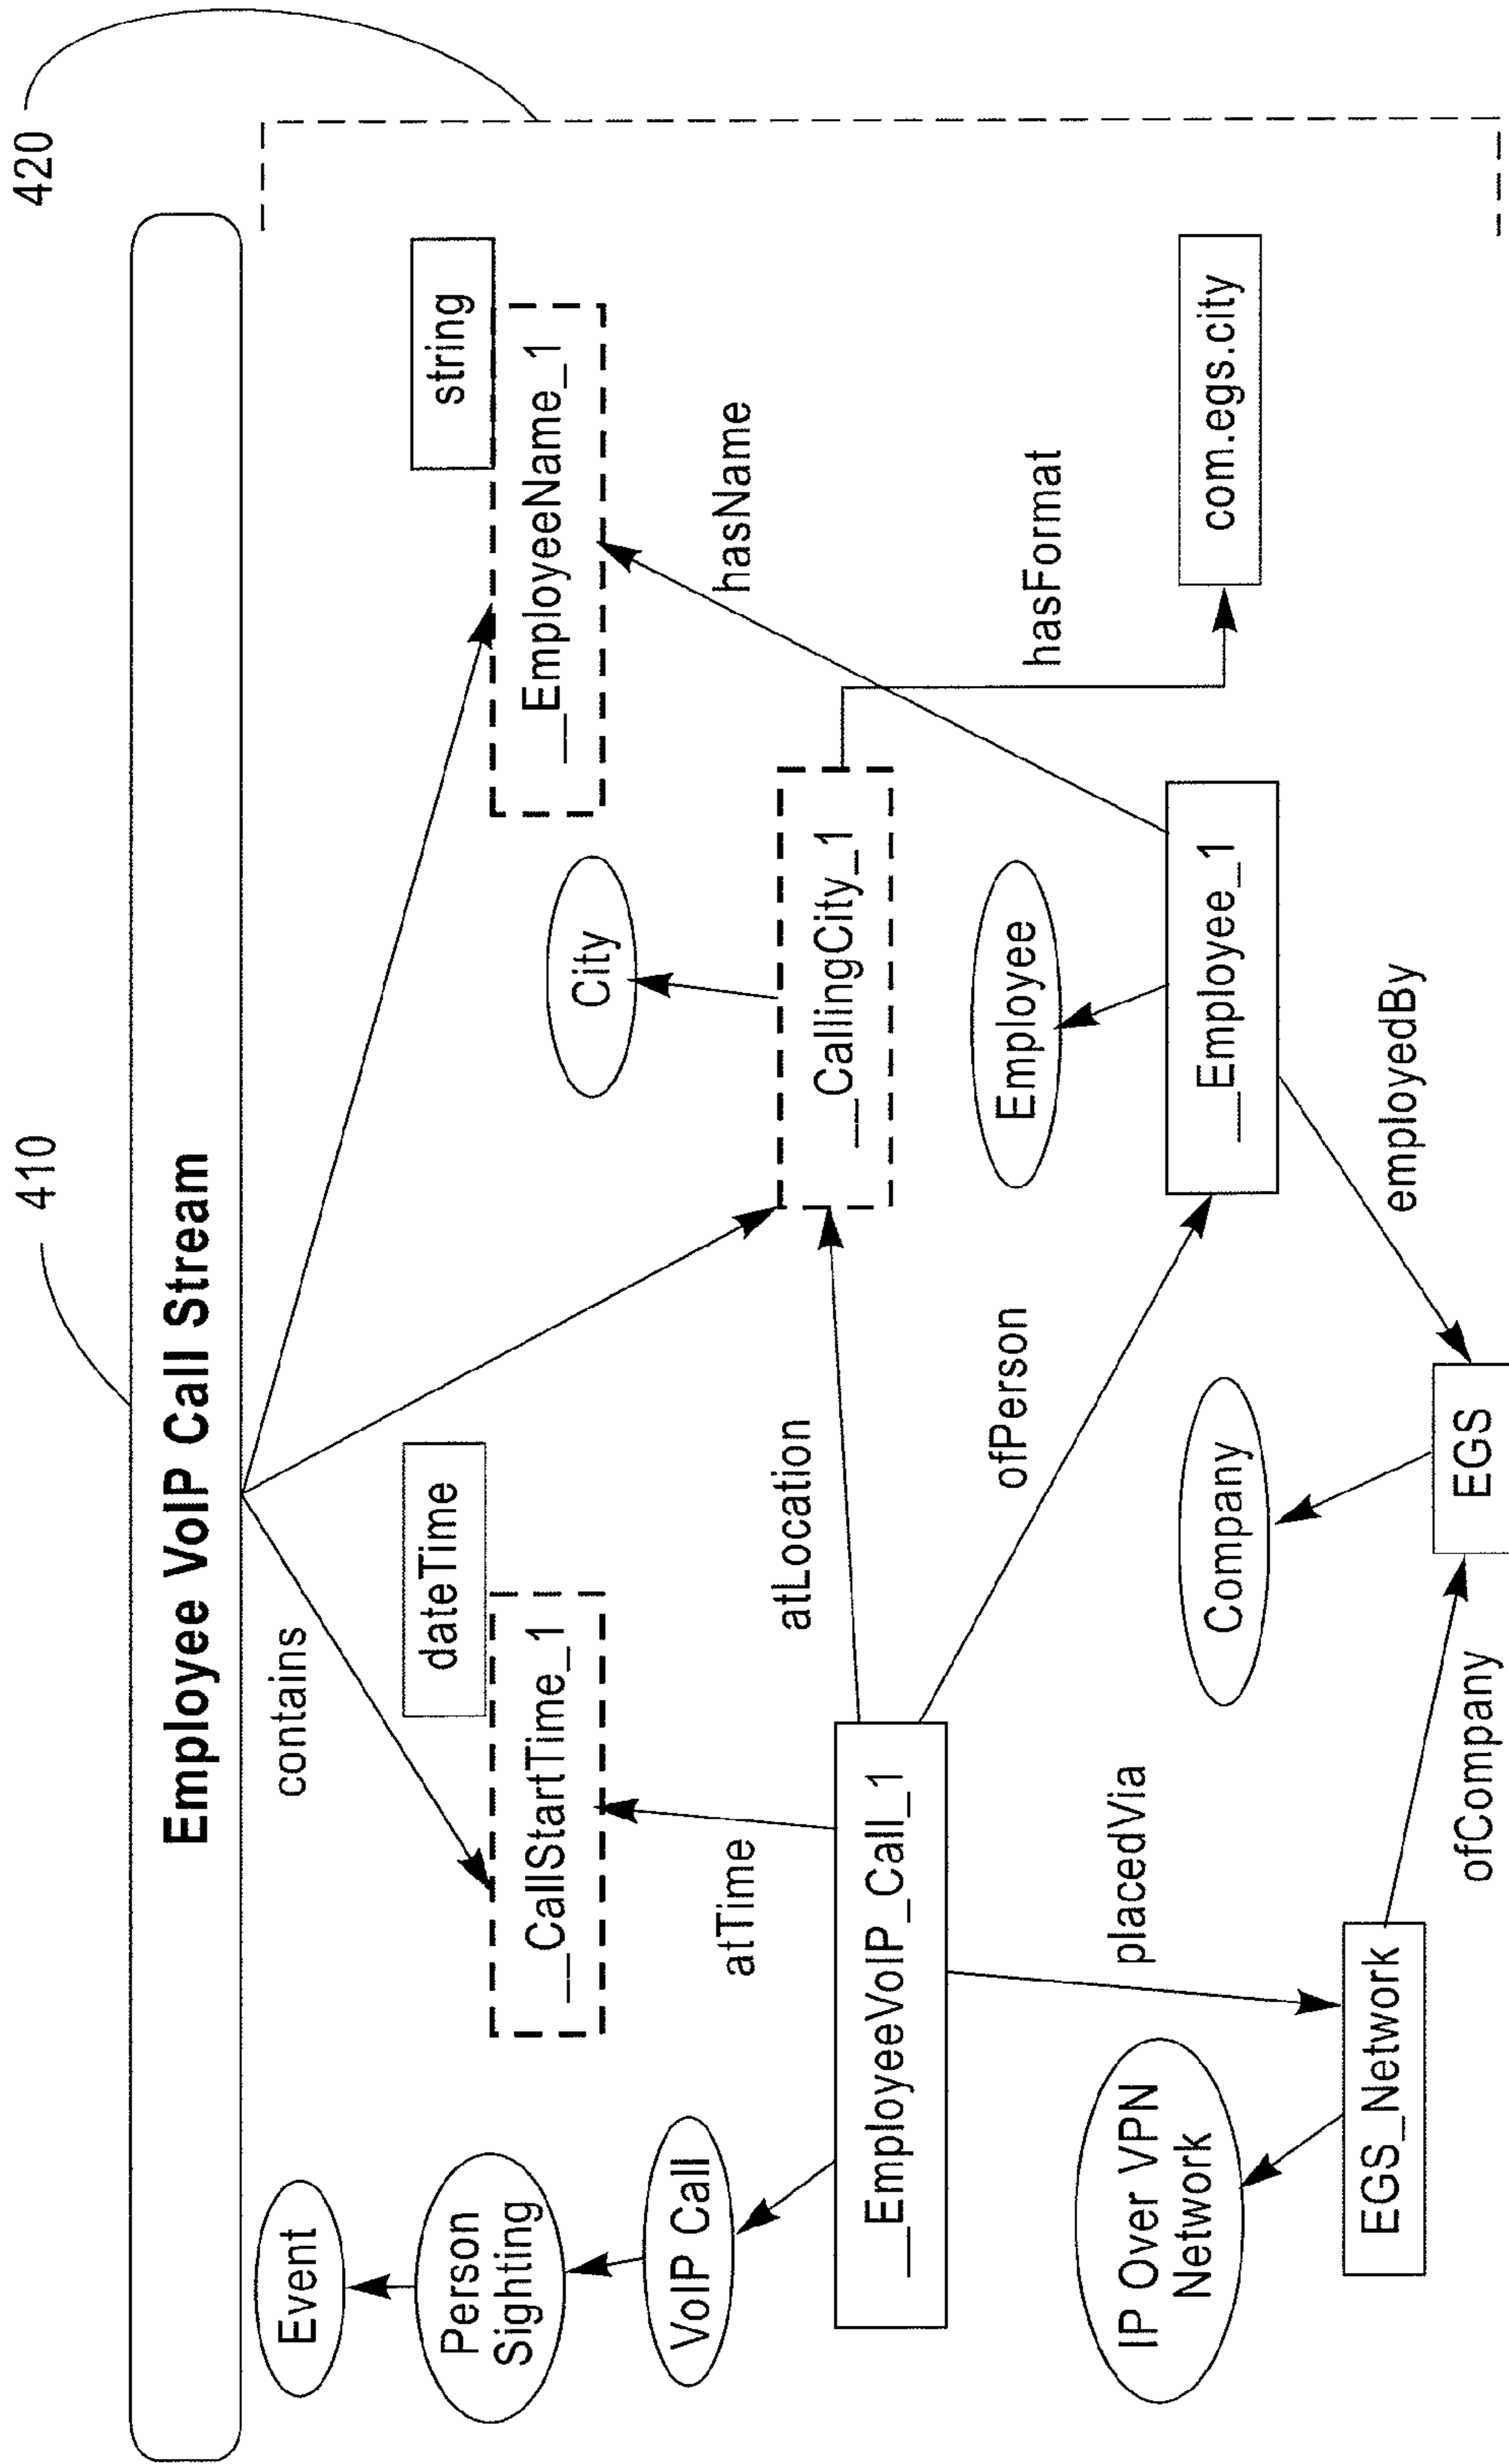 410
420
Employee VoIP Call Stream
contains
Event
Person
Sighting
VoIP Call
dateTime
__CallStartTime_1
string
__EmployeeName_1
City
atTime
atLocation
hasName
__EmployeeVoIP_Call_1
__CallingCity_1
ofPerson
Employee
hasFormat
IP Over VPN
Network
placedVia
Company
__Employee_1
com.egs.city
EGS_Network
employedBy
ofCompany
EGS